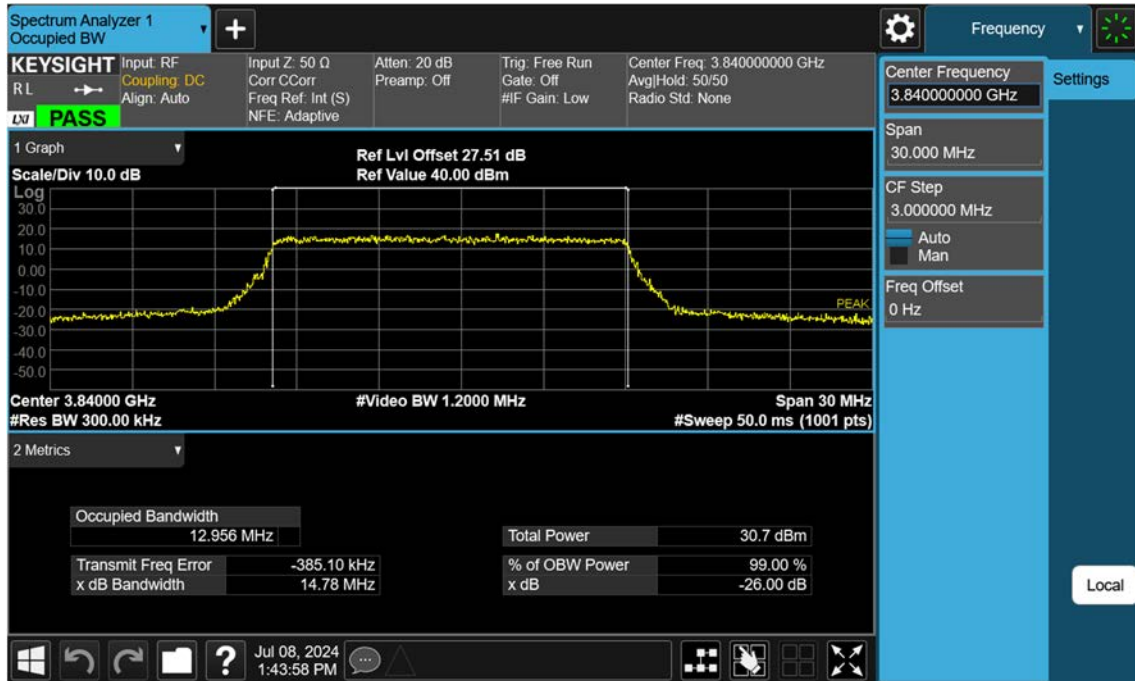 Spectrum Analyzer 1
Occupied BW
Frequency
KEYSIGHT
R L
LXI
PASS
Input: RF
Coupling: DC
Align: Auto
Input Z: 50 Ω
Corr CCorr
Freq Ref: Int (S)
NFE: Adaptive
Atten: 20 dB
Preamp: Off
Trig: Free Run
Gate: Off
#IF Gain: Low
Center Freq: 3.840000000 GHz
Avg|Hold: 50/50
Radio Std: None
Center Frequency
3.840000000 GHz
Settings
Span
30.000 MHz
CF Step
3.000000 MHz
Auto
Man
Freq Offset
0 Hz
Local
1 Graph
Scale/Div 10.0 dB
Ref Lvl Offset 27.51 dB
Ref Value 40.00 dBm
Log
30.0
20.0
10.0
0.00
-10.0
-20.0
-30.0
-40.0
-50.0
PEAK
Center 3.84000 GHz
#Video BW 1.2000 MHz
Span 30 MHz
#Res BW 300.00 kHz
#Sweep 50.0 ms (1001 pts)
2 Metrics
Occupied Bandwidth
12.956 MHz
Total Power 30.7 dBm
Transmit Freq Error -385.10 kHz
% of OBW Power 99.00 %
x dB Bandwidth 14.78 MHz
x dB -26.00 dB
?
Jul 08, 2024
1:43:58 PM